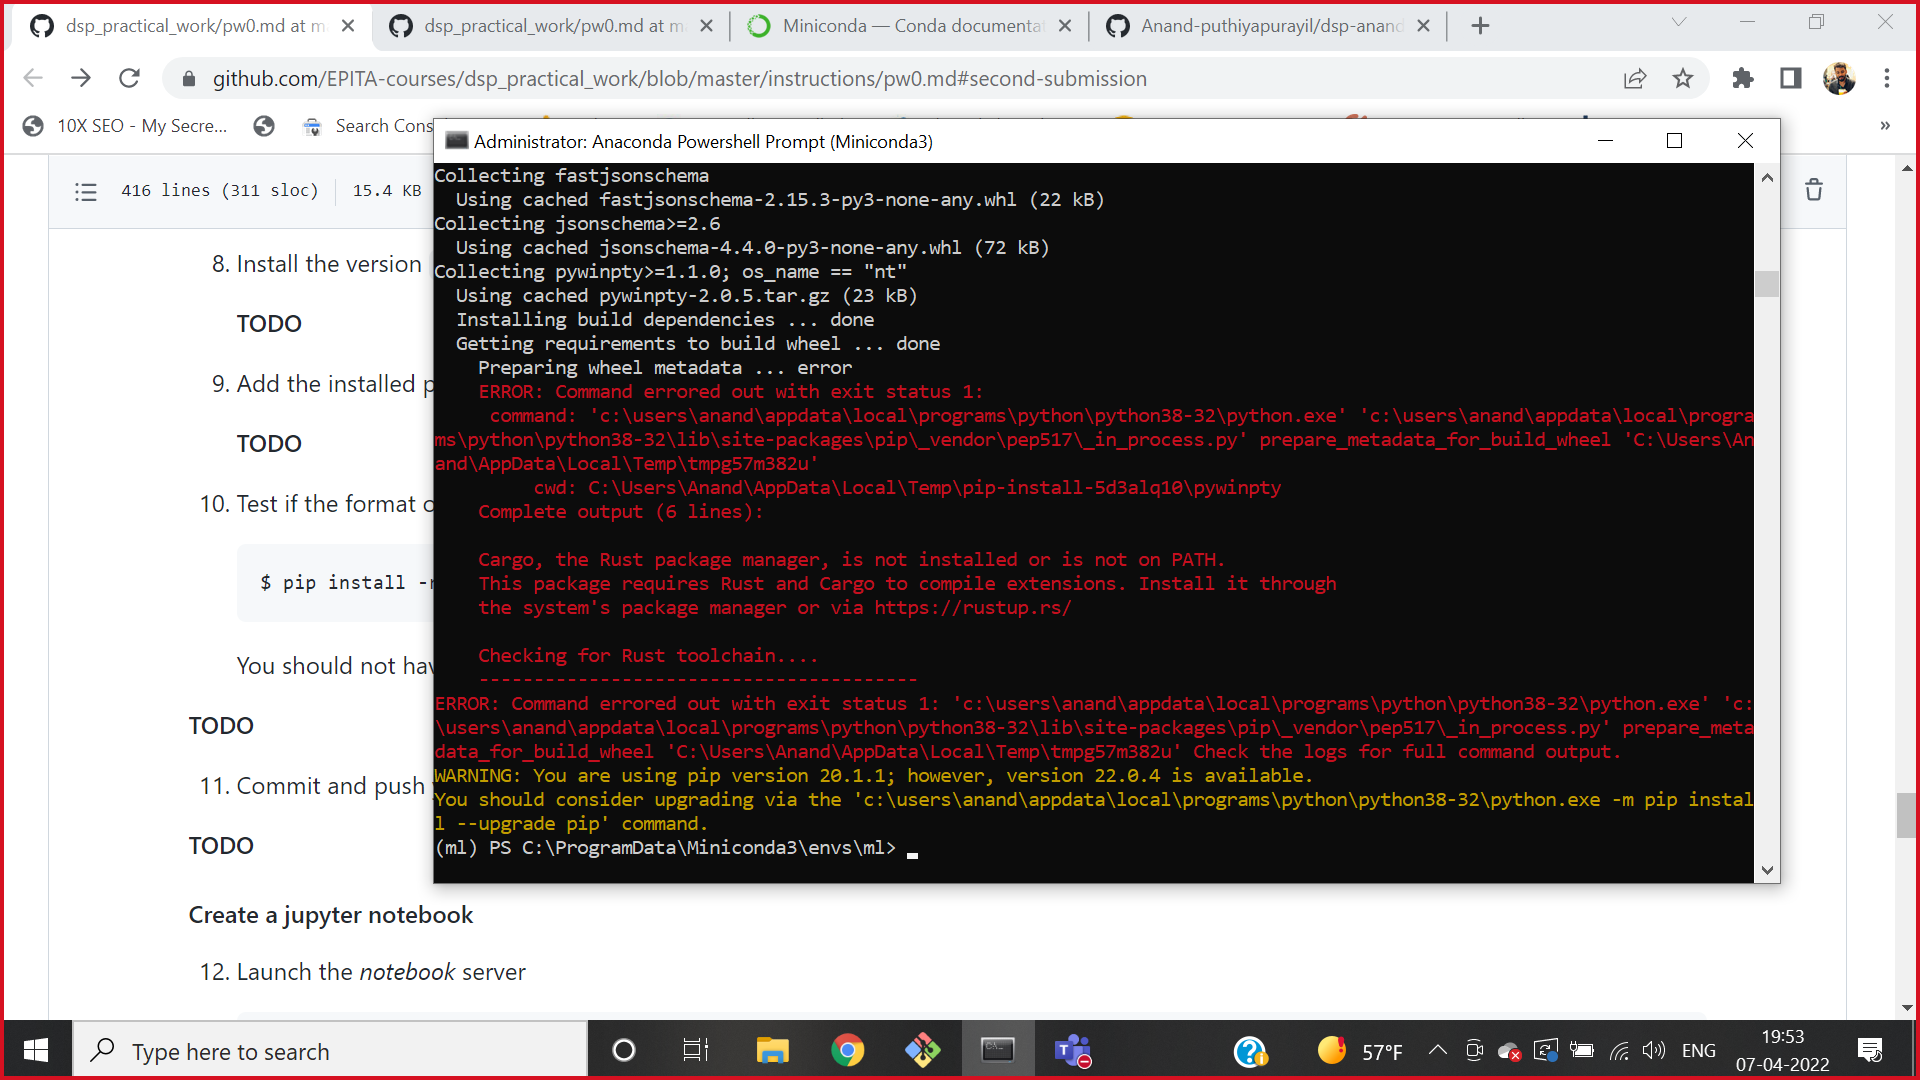 dsp_practical_work/pw0.md at m
dsp_practical_work/pw0.md at m
Miniconda — Conda documentat
Anand-puthiyapurayil/dsp-anand
github.com/EPITA-courses/dsp_practical_work/blob/master/instructions/pw0.md#second-submission
10X SEO - My Secre...
Search Cons
»
Administrator: Anaconda Powershell Prompt (Miniconda3)
416 lines (311 sloc)
15.4 KB
8. Install the version
TODO
9. Add the installed p
TODO
10. Test if the format o
$ pip install -r
You should not hav
TODO
11. Commit and push
TODO
Create a jupyter notebook
12. Launch the notebook server
Collecting fastjsonschema
Using cached fastjsonschema-2.15.3-py3-none-any.whl (22 kB)
Collecting jsonschema>=2.6
Using cached jsonschema-4.4.0-py3-none-any.whl (72 kB)
Collecting pywinpty>=1.1.0; os_name == "nt"
Using cached pywinpty-2.0.5.tar.gz (23 kB)
Installing build dependencies ... done
Getting requirements to build wheel ... done
Preparing wheel metadata ... error
ERROR: Command errored out with exit status 1:
command: 'c:\users\anand\appdata\local\programs\python\python38-32\python.exe' 'c:\users\anand\appdata\local\progra
ms\python\python38-32\lib\site-packages\pip\_vendor\pep517\_in_process.py' prepare_metadata_for_build_wheel 'C:\Users\An
and\AppData\Local\Temp\tmpg57m382u'
cwd: C:\Users\Anand\AppData\Local\Temp\pip-install-5d3alq10\pywinpty
Complete output (6 lines):
Cargo, the Rust package manager, is not installed or is not on PATH.
This package requires Rust and Cargo to compile extensions. Install it through
the system's package manager or via https://rustup.rs/
Checking for Rust toolchain....
----------------------------------------
ERROR: Command errored out with exit status 1: 'c:\users\anand\appdata\local\programs\python\python38-32\python.exe' 'c:
\users\anand\appdata\local\programs\python\python38-32\lib\site-packages\pip\_vendor\pep517\_in_process.py' prepare_meta
data_for_build_wheel 'C:\Users\Anand\AppData\Local\Temp\tmpg57m382u' Check the logs for full command output.
WARNING: You are using pip version 20.1.1; however, version 22.0.4 is available.
You should consider upgrading via the 'c:\users\anand\appdata\local\programs\python\python38-32\python.exe -m pip instal
l --upgrade pip' command.
(ml) PS C:\ProgramData\Miniconda3\envs\ml>
Type here to search
57°F
ENG
19:53
07-04-2022